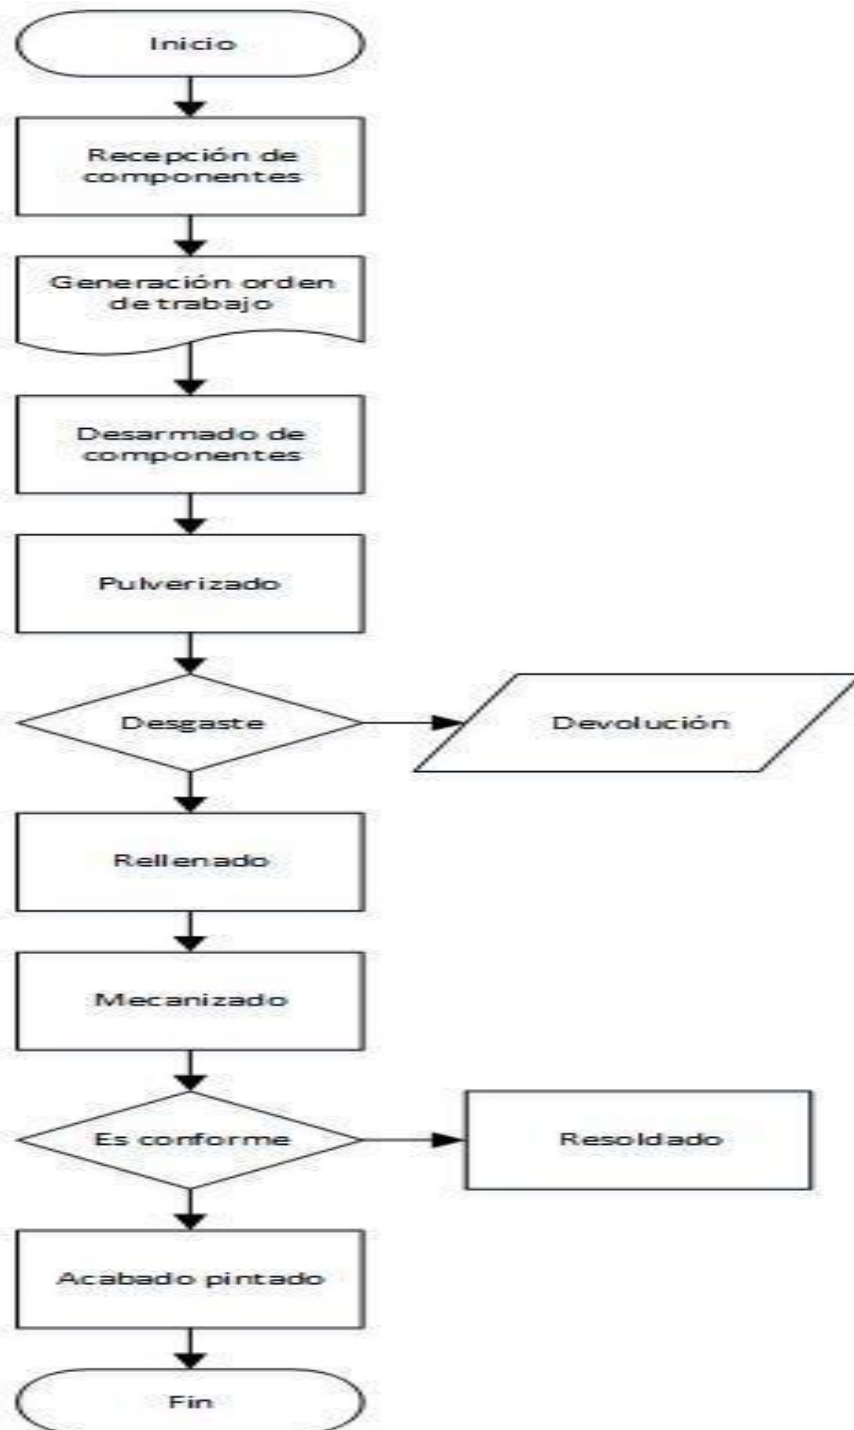 Inicio
Recepción de
componentes
Generación orden
de trabajo
Desarmado de
componentes
Pulverizado
Desgaste
Devolución
Rellenado
Mecanizado
Es conforme
Resoldado
Acabado pintado
Fin